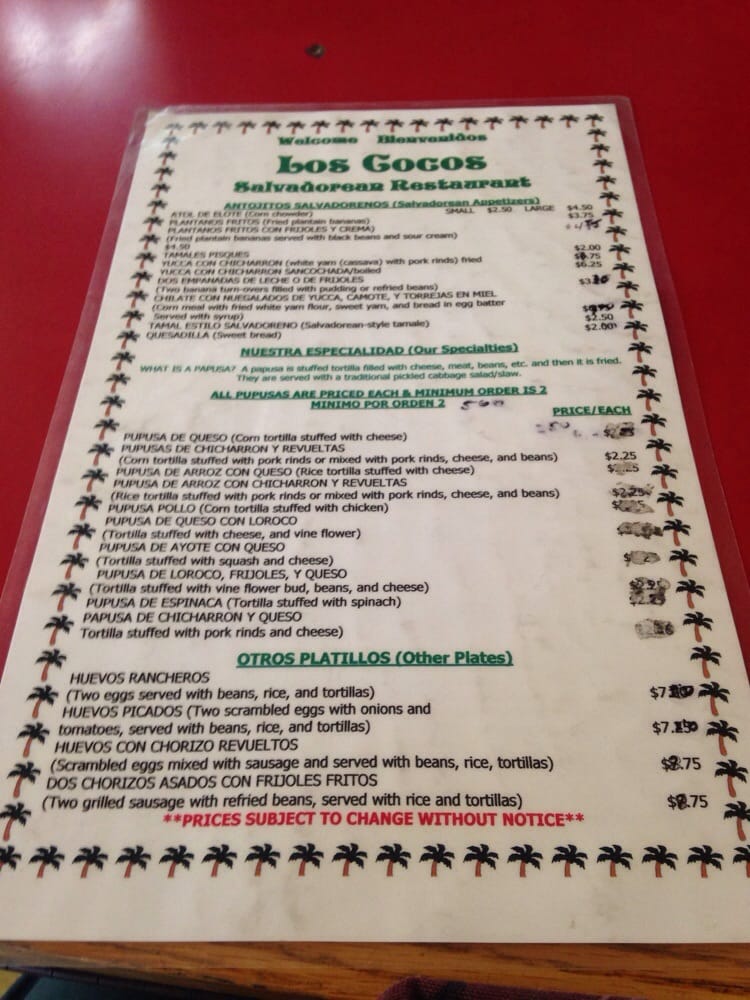 Welcome Bienvenidos
Los Cocos
Salvadorean Restaurant
ANTOJITOS SALVADORENOS (Salvadorean Appetizers)
ATOL DE ELOTE (Corn chowder) SMALL $2.50 LARGE $4.50
PLANTANOS FRITOS (Fried plantain bananas) $3.75
PLANTANOS CON FRIJOLES Y CREMA)
(Fried plantain bananas served with black beans and sour cream)
$4.50
TAMALES PISQUES $2.00
YUCCA CON CHICHARRON (white yam (cassava) with pork rinds) fried .75
YUCCA CON CHICHARRON SANCOCHADA/boiled $6.25
DOS EMPANADAS DE LECHE O DE FRIJOLES
(Two banana turn-overs filled with pudding or refried beans)
CHILATE CON NUEGALADOS DE YUCCA, CAMOTE, Y TORREJAS EN MIEL
(Corn meal with fried white yam flour, sweet yam, and bread in egg batter
Served with syrup)
TAMAL ESTILO SALVADORENO (Salvadorean-style tamale) $2.50
QUESADILLA (Sweet bread) $2.00
NUESTRA ESPECIALIDAD (Our Specialties)
WHAT IS A PAPUSA? A papusa is stuffed tortilla filled with cheese, meat, beans, etc. and then it is fried.
They are served with a traditional pickled cabbage salad/slaw.
ALL PUPUSAS ARE PRICED EACH & MINIMUM ORDER IS 2
MINIMO POR ORDEN 2
PRICE/EACH
PUPUSA DE QUESO (Corn tortilla stuffed with cheese)
PUPUSAS DE CHICHARRON Y REVUELTAS
(Corn tortilla stuffed with pork rinds or mixed with pork rinds, cheese, and beans) $2.25
PUPUSA DE ARROZ CON QUESO (Rice tortilla stuffed with cheese)
PUPUSA DE ARROZ CON CHICHARRON Y REVUELTAS
(Rice tortilla stuffed with pork rinds or mixed with pork rinds, cheese, and beans) $2.25
PUPUSA POLLO (Corn tortilla stuffed with chicken)
PUPUSA DE QUESO CON LOROCO
(Tortilla stuffed with cheese, and vine flower)
PUPUSA DE AYOTE CON QUESO
(Tortilla stuffed with squash and cheese)
PUPUSA DE LOROCO, FRIJOLES, Y QUESO
(Tortilla stuffed with vine flower bud, beans, and cheese)
PUPUSA DE ESPINACA (Tortilla stuffed with spinach)
PAPUSA DE CHICHARRON Y QUESO
Tortilla stuffed with pork rinds and cheese)
OTROS PLATILLOS (Other Plates)
HUEVOS RANCHEROS
(Two eggs served with beans, rice, and tortillas)
HUEVOS PICADOS (Two scrambled eggs with onions and
tomatoes, served with beans, rice, and tortillas)
HUEVOS CON CHORIZO REVUELTOS
(Scrambled eggs mixed with sausage and served with beans, rice, tortillas)
DOS CHORIZOS ASADOS CON FRIJOLES FRITOS
(Two grilled sausage with refried beans, served with rice and tortillas)
**PRICES SUBJECT TO CHANGE WITHOUT NOTICE**